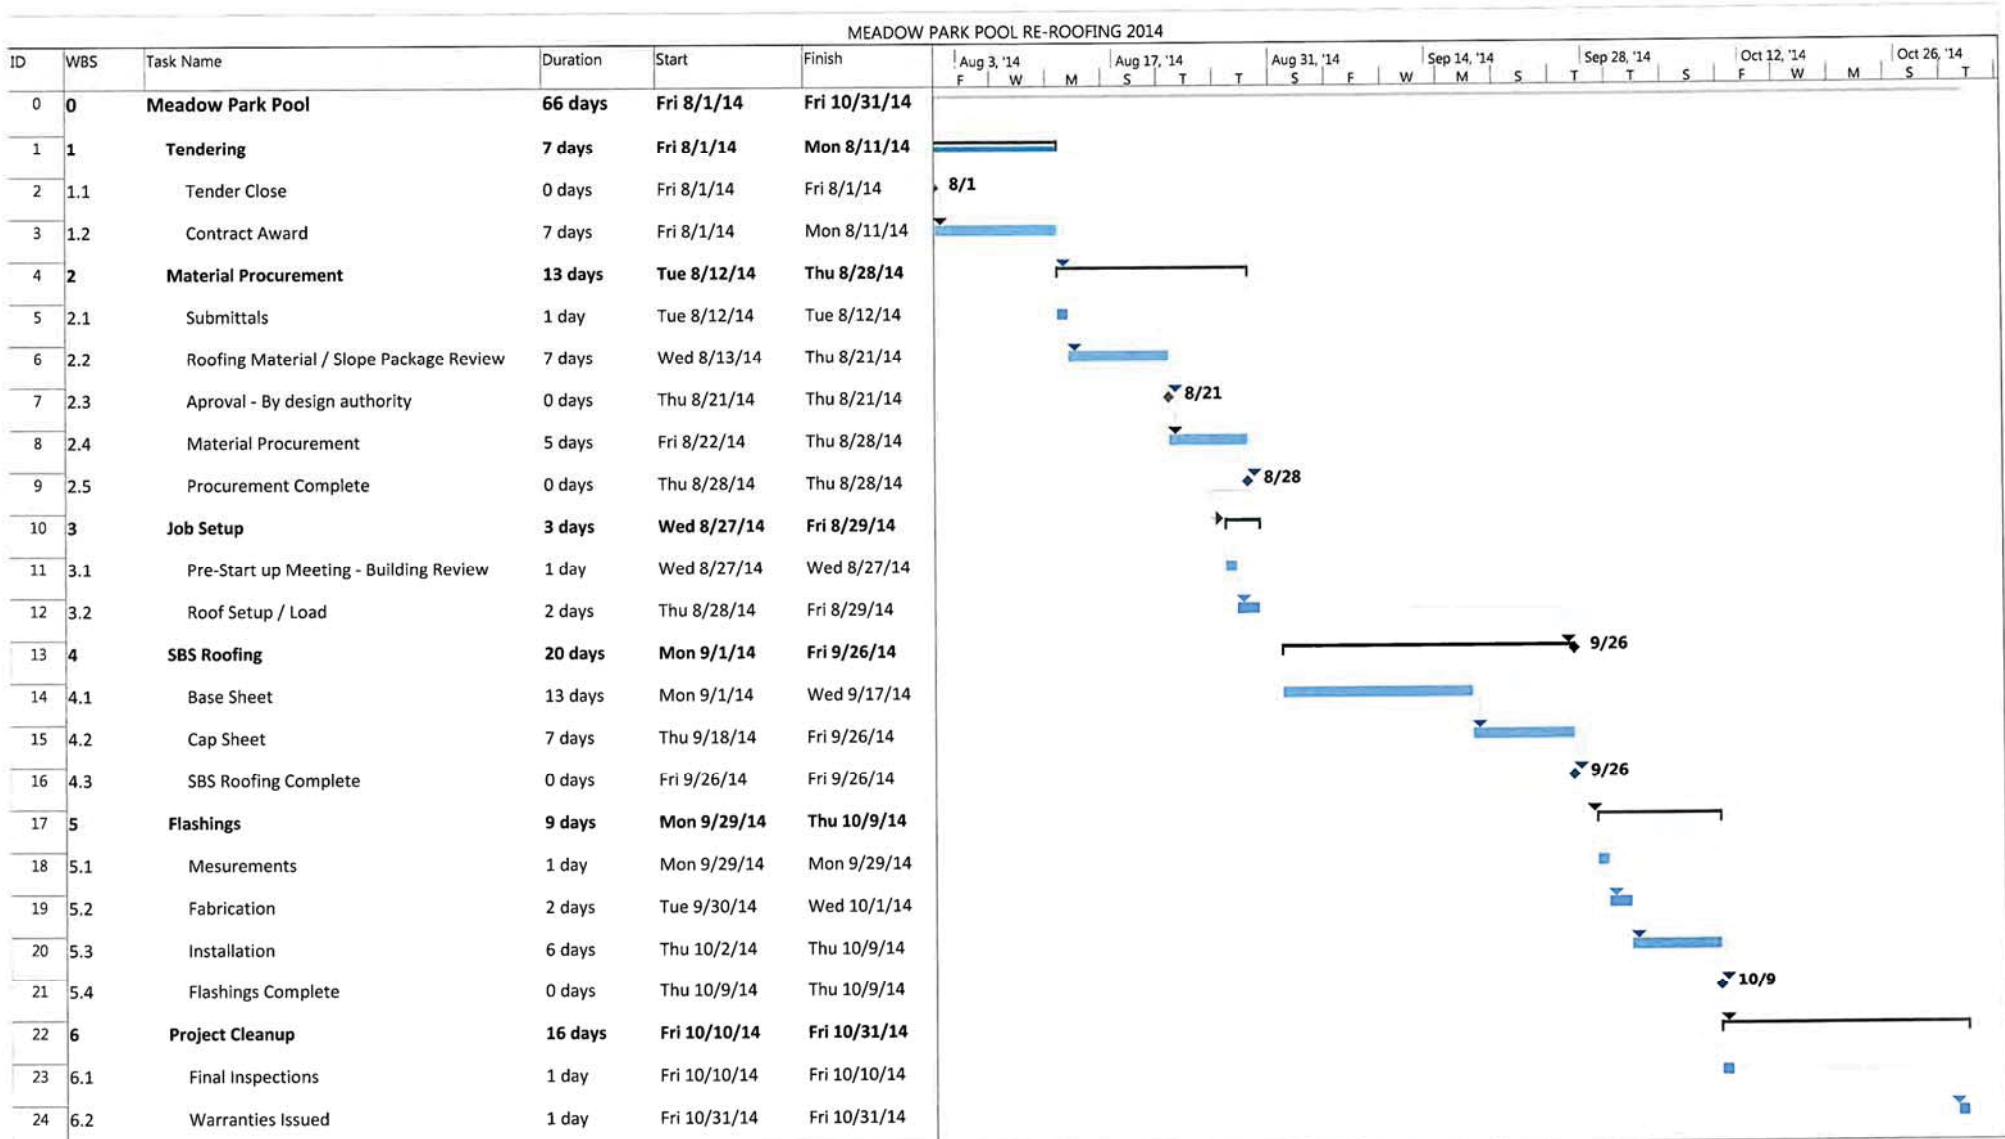 MEADOW PARK POOL RE-ROOFING 2014
ID WBS Task Name Duration Start Finish Aug 3, '14 Aug 17, '14 Aug 31, '14 Sep 14, '14 Sep 28, '14 Oct 12, '14 Oct 26, '14
F W M S T T S F W M S T T S F W M S T
0 0 Meadow Park Pool 66 days Fri 8/1/14 Fri 10/31/14
1 1 Tendering 7 days Fri 8/1/14 Mon 8/11/14
2 1.1 Tender Close 0 days Fri 8/1/14 Fri 8/1/14 8/1
3 1.2 Contract Award 7 days Fri 8/1/14 Mon 8/11/14
4 2 Material Procurement 13 days Tue 8/12/14 Thu 8/28/14
5 2.1 Submittals 1 day Tue 8/12/14 Tue 8/12/14
6 2.2 Roofing Material / Slope Package Review 7 days Wed 8/13/14 Thu 8/21/14
7 2.3 Aproval - By design authority 0 days Thu 8/21/14 Thu 8/21/14 8/21
8 2.4 Material Procurement 5 days Fri 8/22/14 Thu 8/28/14
9 2.5 Procurement Complete 0 days Thu 8/28/14 Thu 8/28/14 8/28
10 3 Job Setup 3 days Wed 8/27/14 Fri 8/29/14
11 3.1 Pre-Start up Meeting - Building Review 1 day Wed 8/27/14 Wed 8/27/14
12 3.2 Roof Setup / Load 2 days Thu 8/28/14 Fri 8/29/14
13 4 SBS Roofing 20 days Mon 9/1/14 Fri 9/26/14 9/26
14 4.1 Base Sheet 13 days Mon 9/1/14 Wed 9/17/14
15 4.2 Cap Sheet 7 days Thu 9/18/14 Fri 9/26/14
16 4.3 SBS Roofing Complete 0 days Fri 9/26/14 Fri 9/26/14 9/26
17 5 Flashings 9 days Mon 9/29/14 Thu 10/9/14
18 5.1 Mesurements 1 day Mon 9/29/14 Mon 9/29/14
19 5.2 Fabrication 2 days Tue 9/30/14 Wed 10/1/14
20 5.3 Installation 6 days Thu 10/2/14 Thu 10/9/14
21 5.4 Flashings Complete 0 days Thu 10/9/14 Thu 10/9/14 10/9
22 6 Project Cleanup 16 days Fri 10/10/14 Fri 10/31/14
23 6.1 Final Inspections 1 day Fri 10/10/14 Fri 10/10/14
24 6.2 Warranties Issued 1 day Fri 10/31/14 Fri 10/31/14